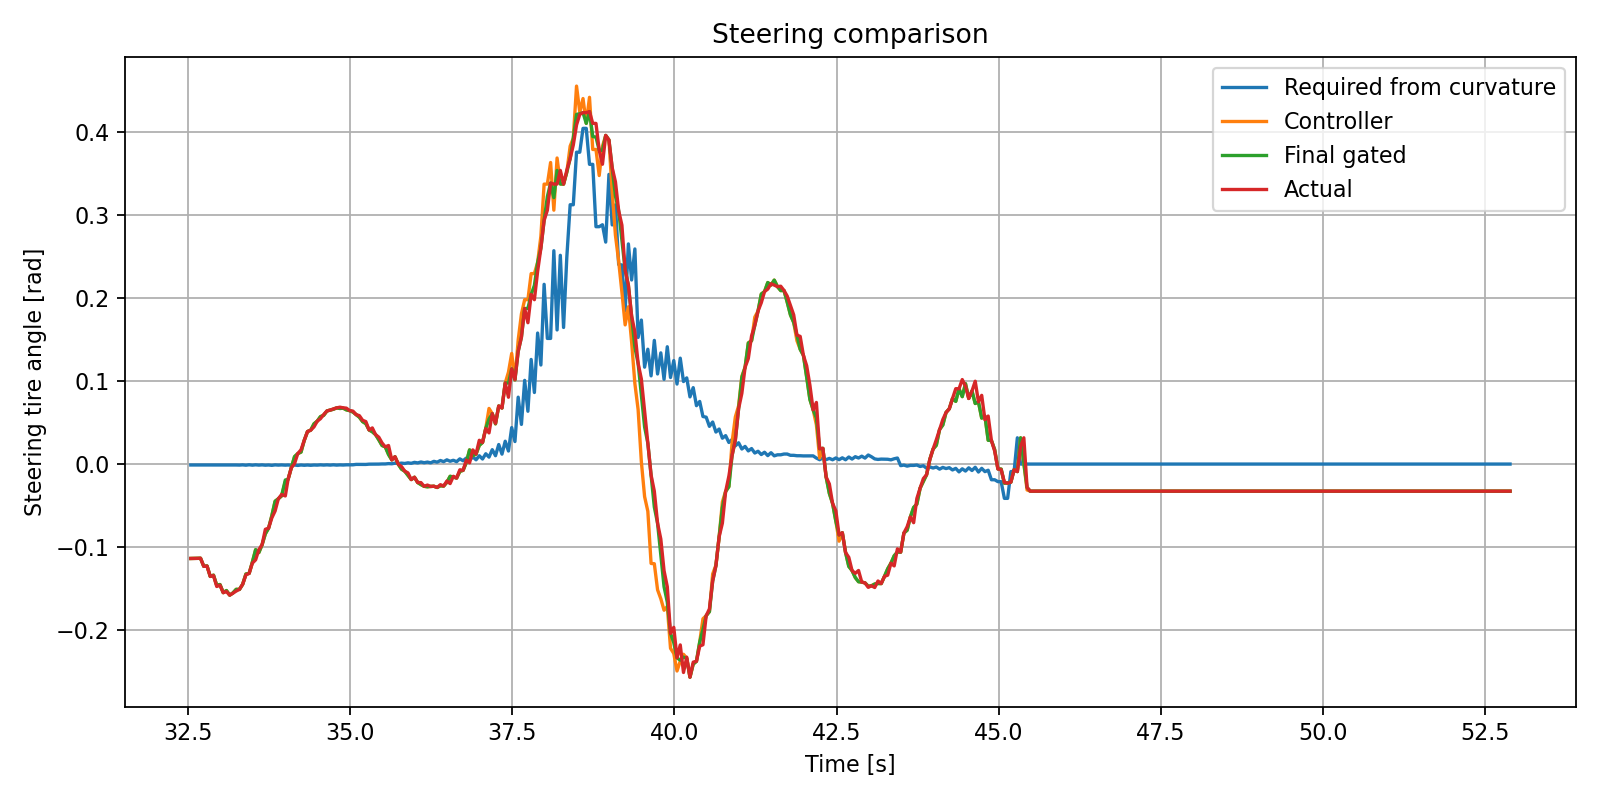 Steering comparison
Required from curvature
Controller
Final gated
Actual
Steering tire angle [rad]
0.4
0.3
0.2
0.1
0.0
−0.1
−0.2
32.5 35.0 37.5 40.0 42.5 45.0 47.5 50.0 52.5
Time [s]